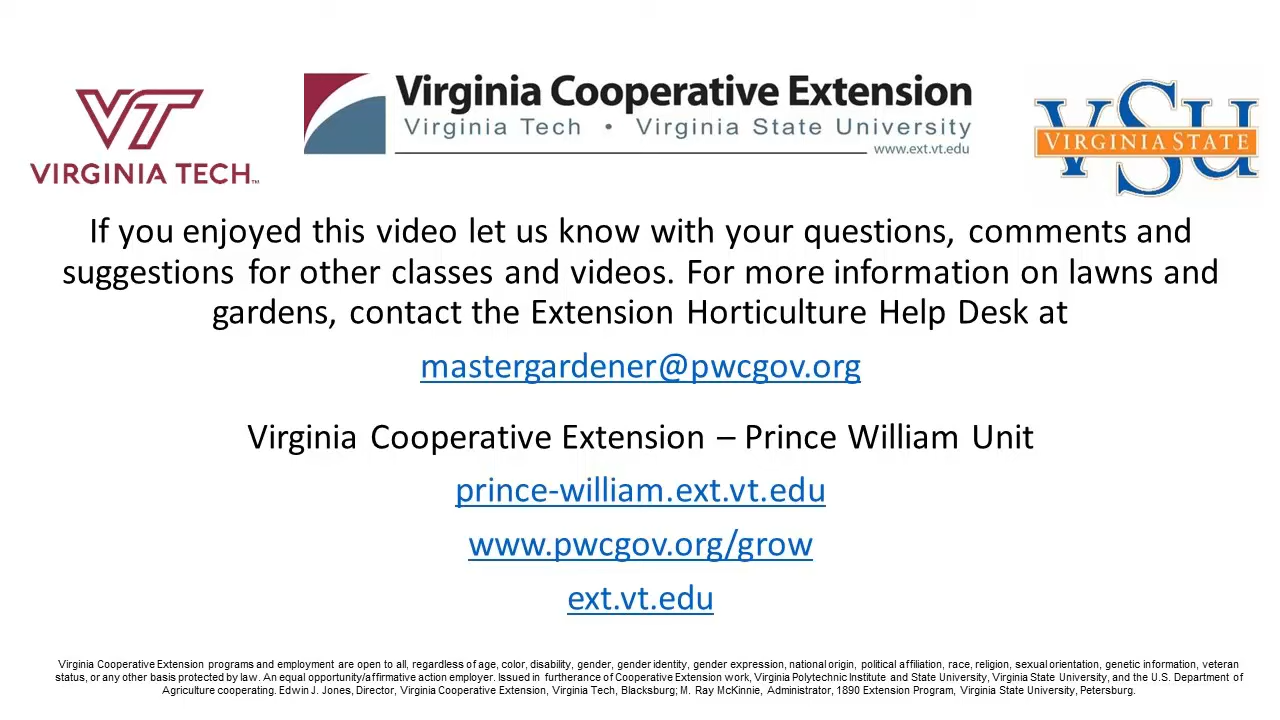 VT
VIRGINIA TECH™
Virginia Cooperative Extension
Virginia Tech • Virginia State University
www.ext.vt.edu
VSU
VIRGINIA STATE
If you enjoyed this video let us know with your questions, comments and
suggestions for other classes and videos. For more information on lawns and
gardens, contact the Extension Horticulture Help Desk at
mastergardener@pwcgov.org
Virginia Cooperative Extension – Prince William Unit
prince-william.ext.vt.edu
www.pwcgov.org/grow
ext.vt.edu
Virginia Cooperative Extension programs and employment are open to all, regardless of age, color, disability, gender, gender identity, gender expression, national origin, political affiliation, race, religion, sexual orientation, genetic information, veteran
status, or any other basis protected by law. An equal opportunity/affirmative action employer. Issued in furtherance of Cooperative Extension work, Virginia Polytechnic Institute and State University, Virginia State University, and the U.S. Department of
Agriculture cooperating. Edwin J. Jones, Director, Virginia Cooperative Extension, Virginia Tech, Blacksburg; M. Ray McKinnie, Administrator, 1890 Extension Program, Virginia State University, Petersburg.